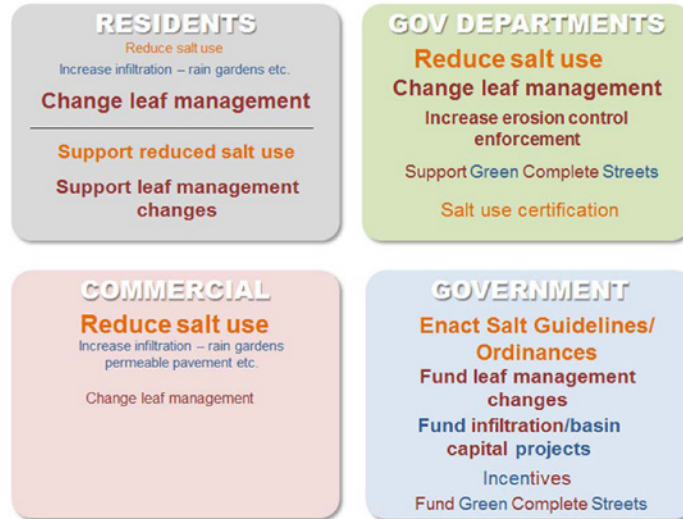 RESIDENTS
Reduce salt use
Increase infiltration – rain gardens etc.
Change leaf management
Support reduced salt use
Support leaf management
changes
GOV DEPARTMENTS
Reduce salt use
Change leaf management
Increase erosion control
enforcement
Support Green Complete Streets
Salt use certification
COMMERCIAL
Reduce salt use
Increase infiltration – rain gardens
permeable pavement etc.
Change leaf management
GOVERNMENT
Enact Salt Guidelines/
Ordinances
Fund leaf management
changes
Fund infiltration/basin
capital projects
Incentives
Fund Green Complete Streets